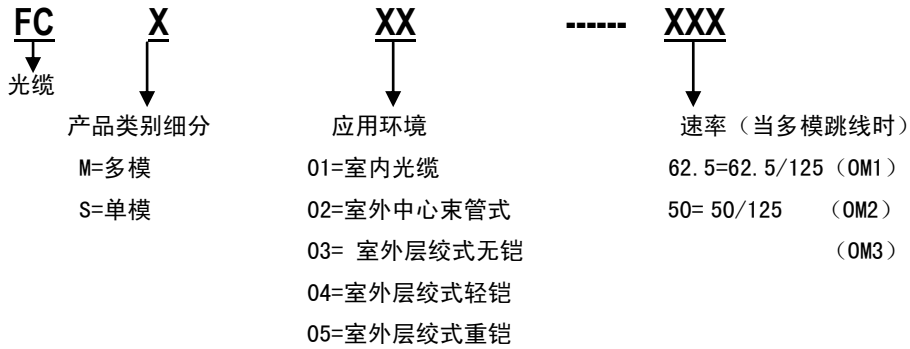 FC X XX ------ XXX
光缆
产品类别细分 应用环境 速率（当多模跳线时）
M=多模 01=室内光缆 62.5=62.5/125（OM1）
S=单模 02=室外中心束管式 50= 50/125 （OM2）
03= 室外层绞式无铠 （OM3）
04=室外层绞式轻铠
05=室外层绞式重铠